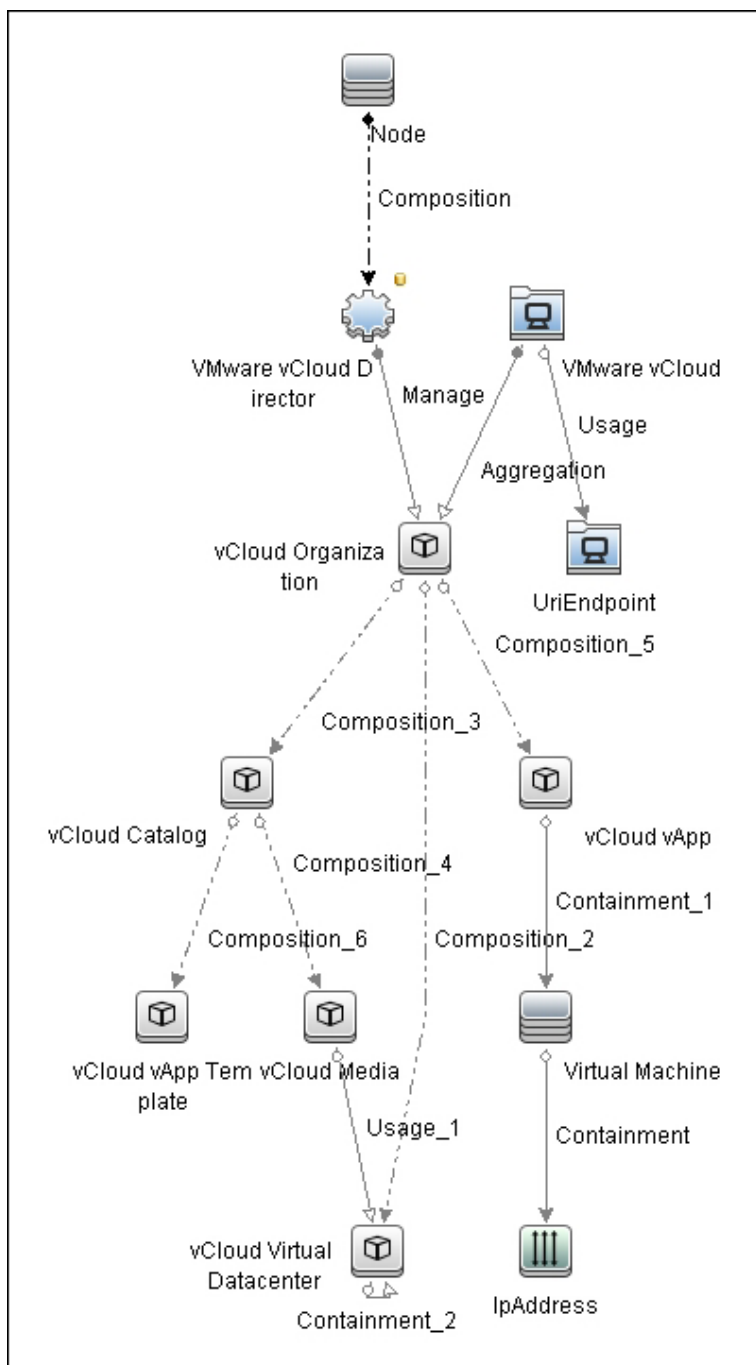 Node
Composition
VMware vCloud D
irector
VMware vCloud
Manage
Usage
Aggregation
vCloud Organiza
tion
UriEndpoint
Composition_5
Composition_3
vCloud Catalog
vCloud vApp
Composition_4
Containment_1
Composition_6
Composition_2
vCloud vApp Tem
plate
vCloud Media
Virtual Machine
Usage_1
Containment
vCloud Virtual
Datacenter
IpAddress
Containment_2